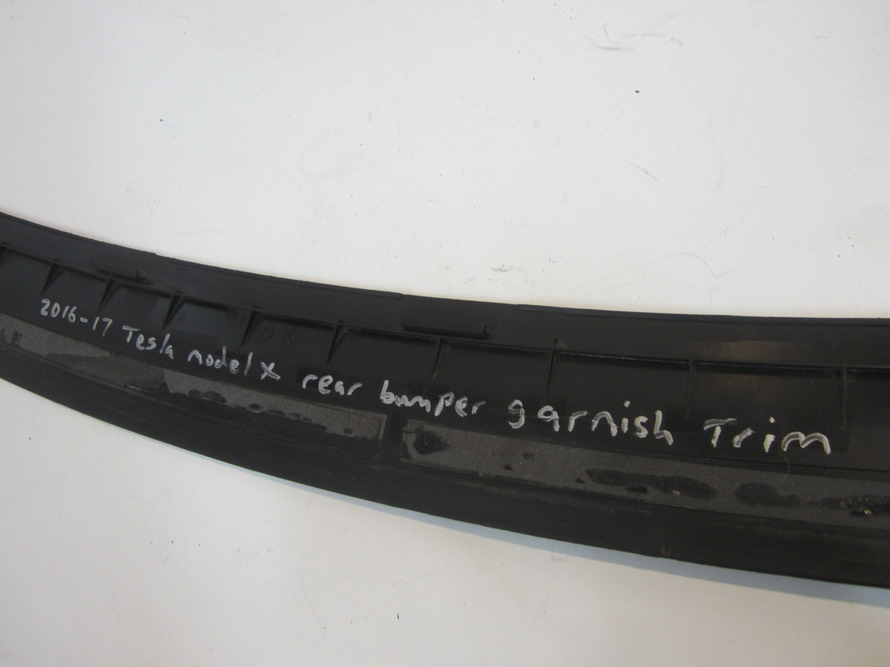 2016-17 Tesla model x rear bumper garnish Trim